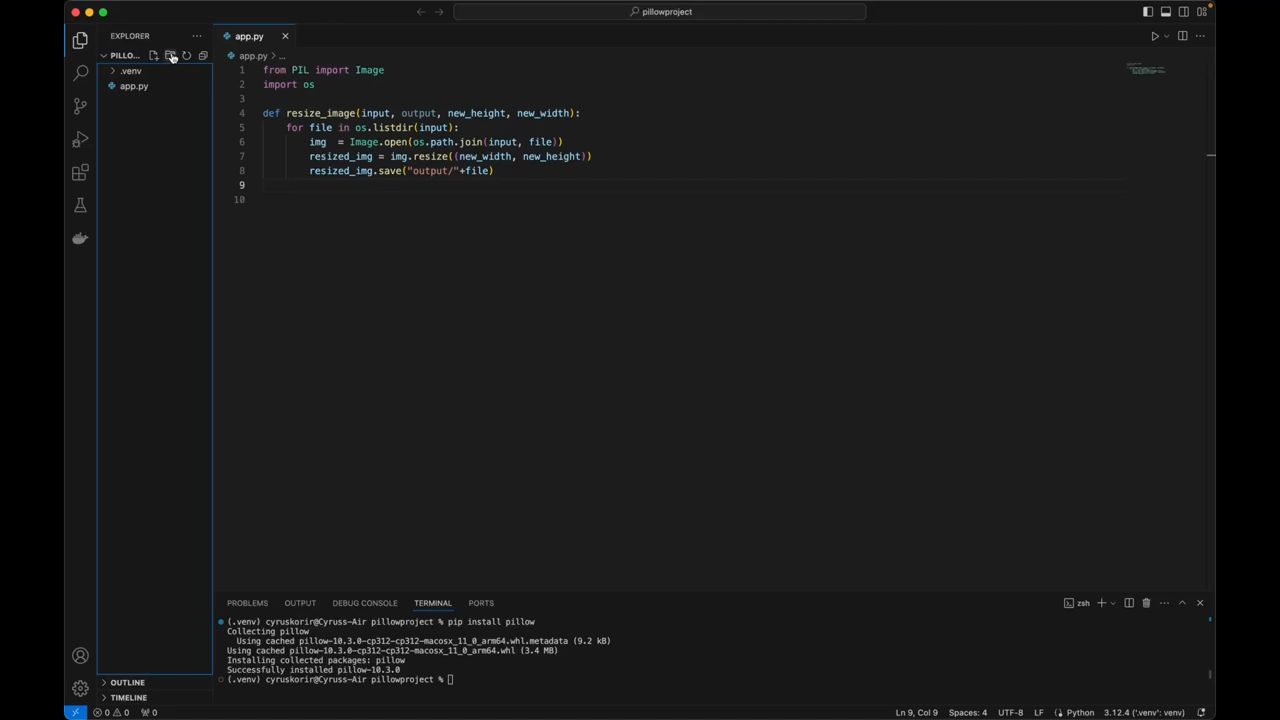 pillowproject
EXPLORER
PILLO...
.venv
app.py
app.py
app.py > ...
1 from PIL import Image
2 import os
3
4 def resize_image(input, output, new_height, new_width):
5 for file in os.listdir(input):
6 img = Image.open(os.path.join(input, file))
7 resized_img = img.resize((new_width, new_height))
8 resized_img.save("output/"+file)
9
10
PROBLEMS OUTPUT DEBUG CONSOLE TERMINAL PORTS
zsh
(.venv) cyruskorir@Cyruss-Air pillowproject % pip install pillow
Collecting pillow
Using cached pillow-10.3.0-cp312-cp312-macosx_11_0_arm64.whl.metadata (9.2 kB)
Using cached pillow-10.3.0-cp312-cp312-macosx_11_0_arm64.whl (3.4 MB)
Installing collected packages: pillow
Successfully installed pillow-10.3.0
(.venv) cyruskorir@Cyruss-Air pillowproject %
OUTLINE
TIMELINE
0 0 0
Ln 9, Col 9 Spaces: 4 UTF-8 LF Python 3.12.4 ('.venv': venv)